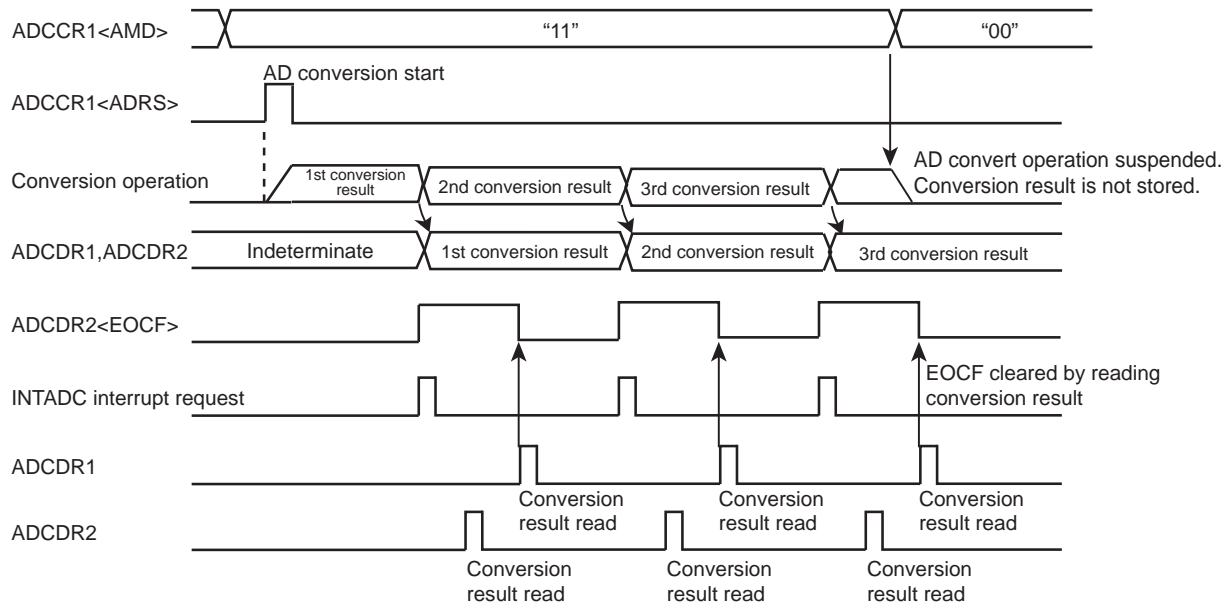 ADCCR1<AMD>
“11”
“00”
AD conversion start
ADCCR1<ADRS>
Conversion operation
1st conversion
result
2nd conversion result
3rd conversion result
AD convert operation suspended.
Conversion result is not stored.
ADCDR1,ADCDR2
Indeterminate
1st conversion result
2nd conversion result
3rd conversion result
ADCDR2<EOCF>
EOCF cleared by reading
conversion result
INTADC interrupt request
ADCDR1
Conversion
result read
Conversion
result read
Conversion
result read
ADCDR2
Conversion
result read
Conversion
result read
Conversion
result read